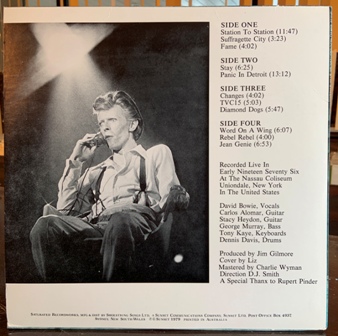 SIDE ONE
Station To Station (11:47)
Suffragette City (3:23)
Fame (4:02)
SIDE TWO
Stay (6:25)
Panic In Detroit (13:12)
SIDE THREE
Changes (4:02)
TVC15 (5:03)
Diamond Dogs (5:47)
SIDE FOUR
Word On A Wing (6:07)
Rebel Rebel (4:00)
Jean Genie (6:53)
Recorded Live In
Early Nineteen Seventy Six
At The Nassau Coliseum
Uniondale, New York
In The United States
David Bowie, Vocals
Carlos Alomar, Guitar
Stacy Heydon, Guitar
George Murray, Bass
Tony Kaye, Keyboards
Dennis Davis, Drums
Produced by Jim Gilmore
Cover by Liz
Mastered by Charlie Wyman
Direction D.J. Smith
A Special Thanx to Rupert Pinder